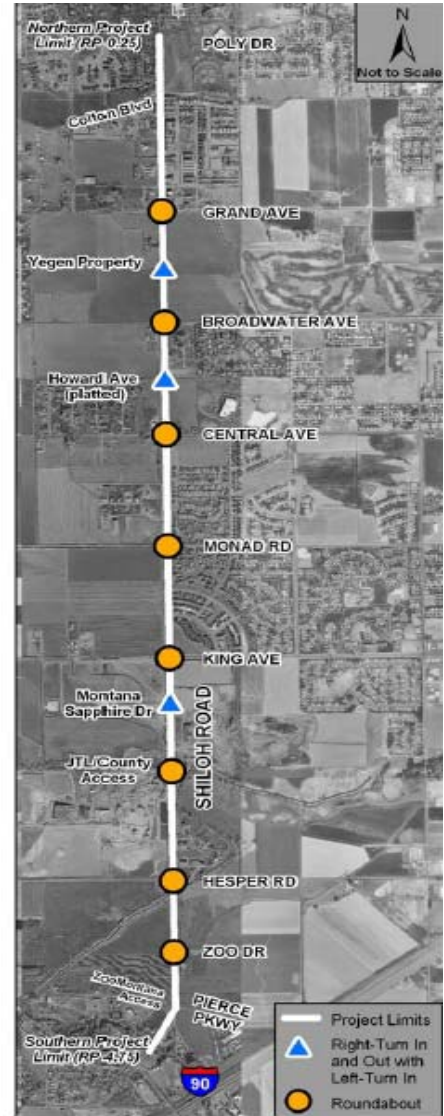 N
Not to Scale
Northern Project
Limit (RP-0.25)
POLY DR
Colton Blvd
GRAND AVE
Yegen Property
BROADWATER AVE
Howard Ave
(platted)
CENTRAL AVE
MONAD RD
KING AVE
Montana
Sapphire Dr
SHILOH ROAD
JTL/County
Access
HESPER RD
ZOO DR
ZooMontana
Access
PIERCE
PKWY
Southern Project
Limit (RP-4.75)
90
Project Limits
Right-Turn In
and Out with
Left-Turn In
Roundabout